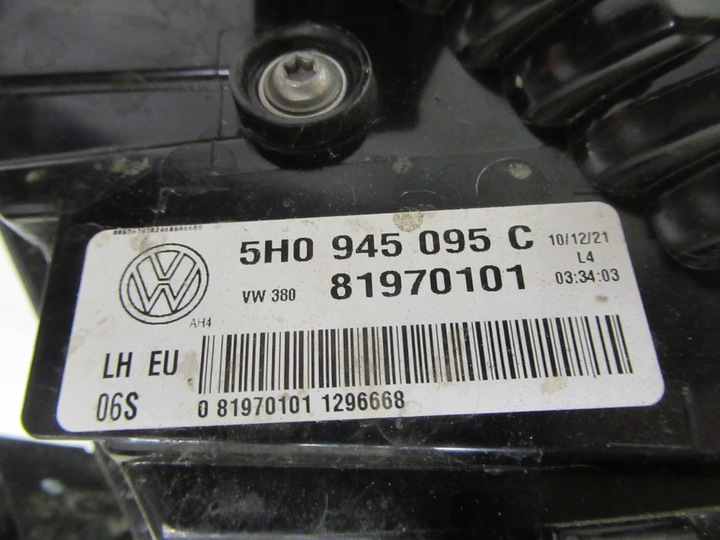 5H0 945 095 C 10/12/21
L4
VW 380 81970101 03:34:03
AH4
LH EU
06S 0 81970101 1296668